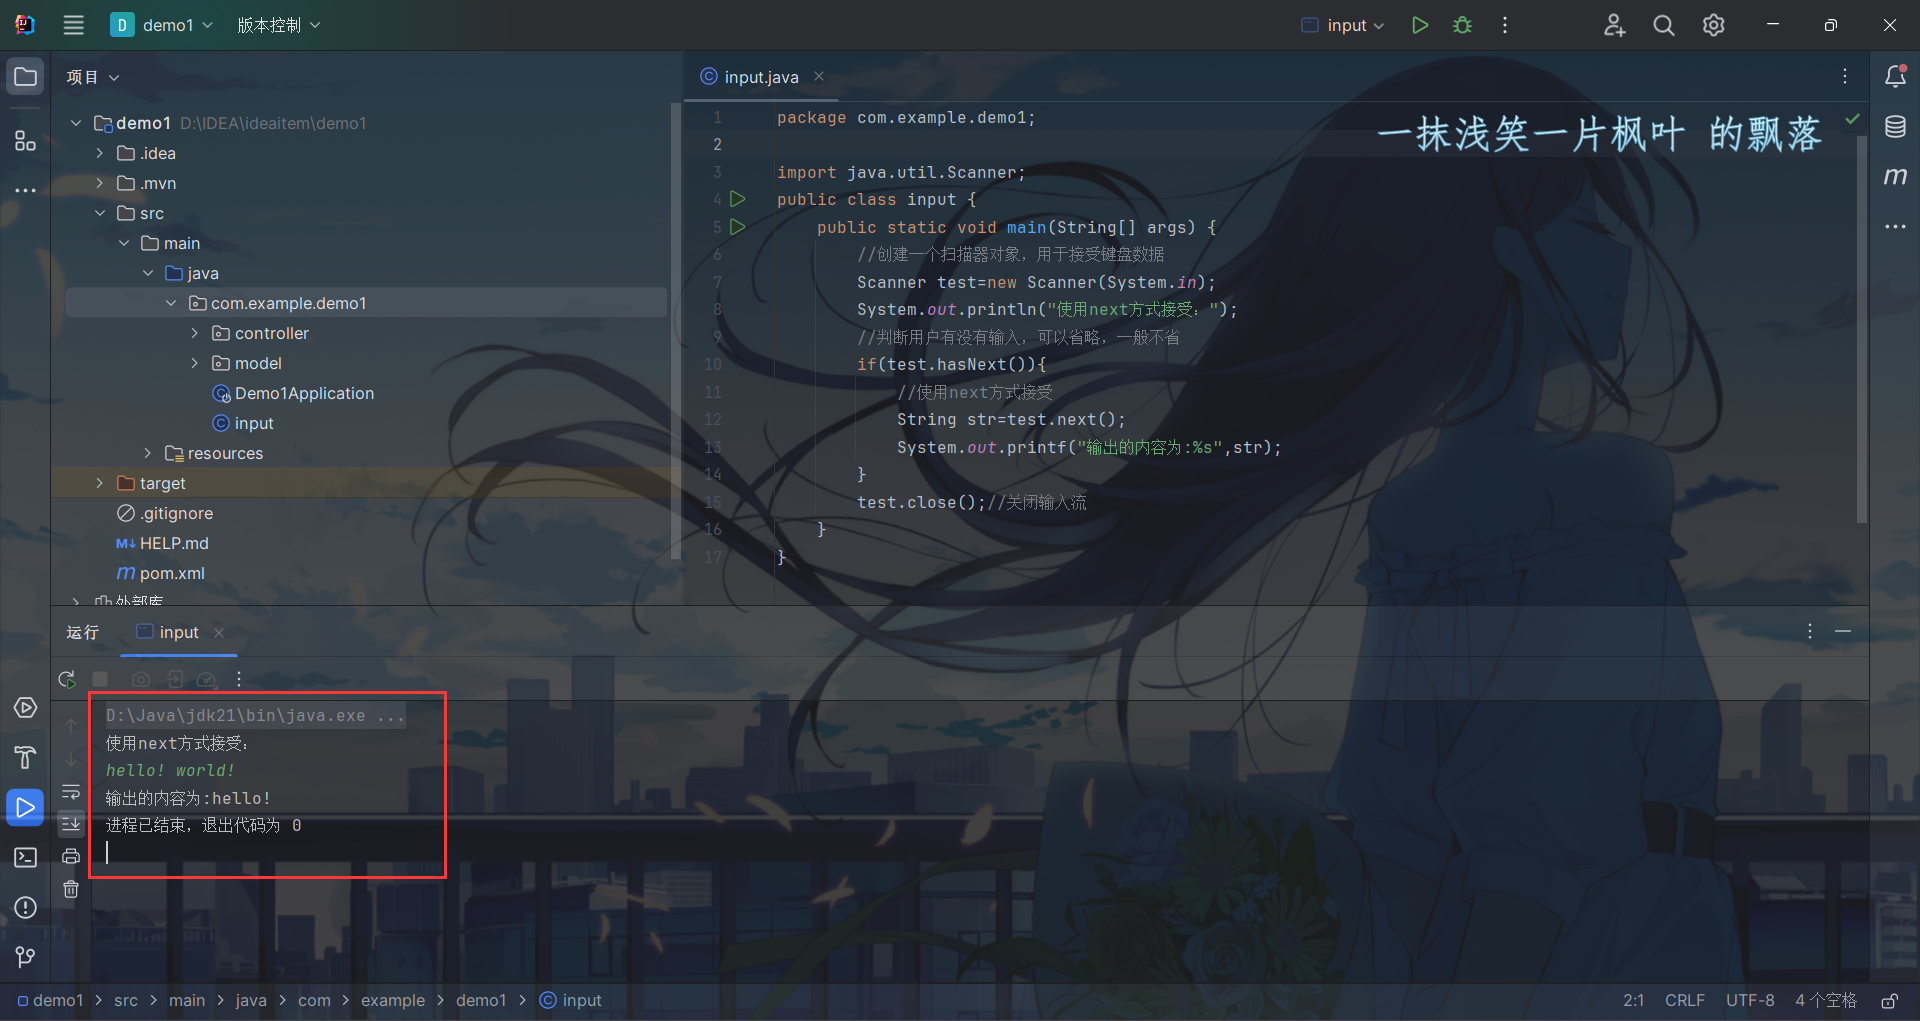 D demo1 版本控制 input
项目
demo1 D:\IDEA\ideaitem\demo1
.idea
.mvn
src
main
java
com.example.demo1
controller
model
Demo1Application
input
resources
target
.gitignore
M↓ HELP.md
m pom.xml
外部库
input.java
一抹浅笑一片枫叶 的飘落
1 package com.example.demo1;
2
3 import java.util.Scanner;
4 public class input {
5 public static void main(String[] args) {
6 //创建一个扫描器对象，用于接受键盘数据
7 Scanner test=new Scanner(System.in);
8 System.out.println("使用next方式接受：");
9 //判断用户有没有输入，可以省略，一般不省
10 if(test.hasNext()){
11 //使用next方式接受
12 String str=test.next();
13 System.out.printf("输出的内容为:%s",str);
14 }
15 test.close();//关闭输入流
16 }
17 }
m
运行 input
D:\Java\jdk21\bin\java.exe ...
使用next方式接受：
hello! world!
输出的内容为:hello!
进程已结束，退出代码为 0
demo1 > src > main > java > com > example > demo1 > input
2:1 CRLF UTF-8 4 个空格